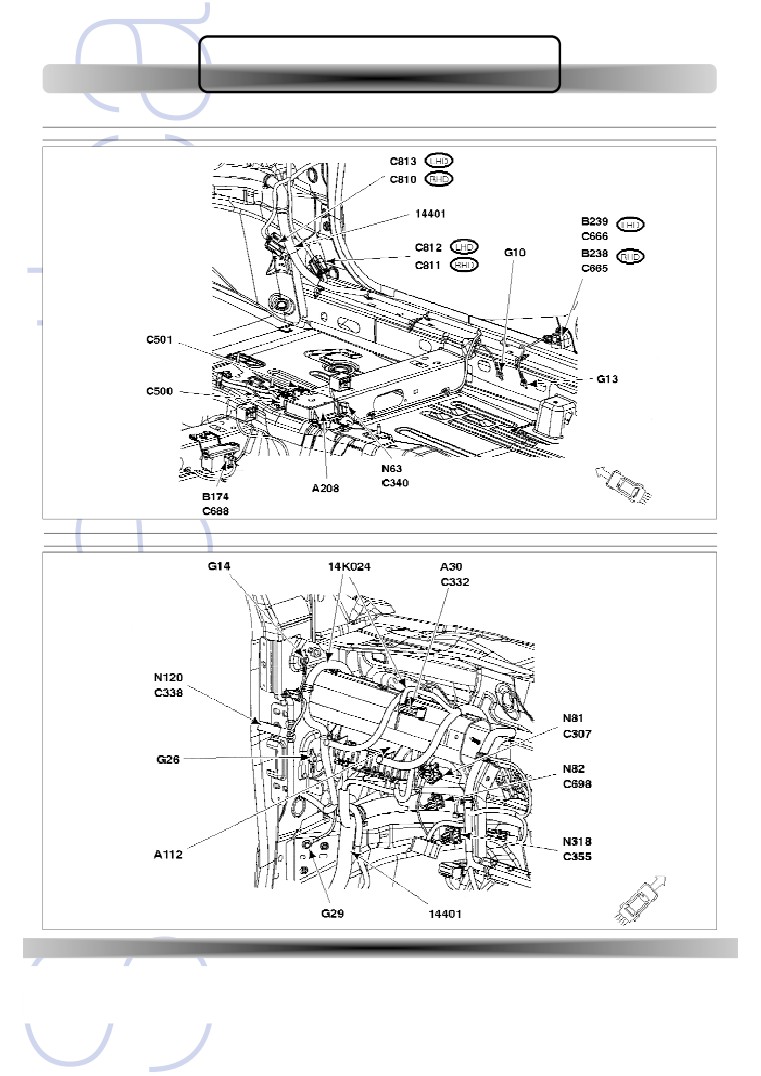 C813 LHD
C810 RHD
14401
B239 LHD
C666
C812 LHD
G10
B238 RHD
C811 RHD
C665
C501
G13
C500
N63
C340
A208
B174
C688
G14
14K024
A30
C332
N120
C338
N81
C307
G26
N82
C698
A112
N318
C355
G29
14401